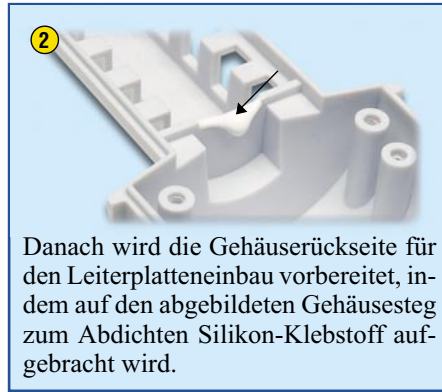 2
Danach wird die Gehäuserückseite für
den Leiterplatteneinbau vorbereitet, in-
dem auf den abgebildeten Gehäusesteg
zum Abdichten Silikon-Klebstoff auf-
gebracht wird.